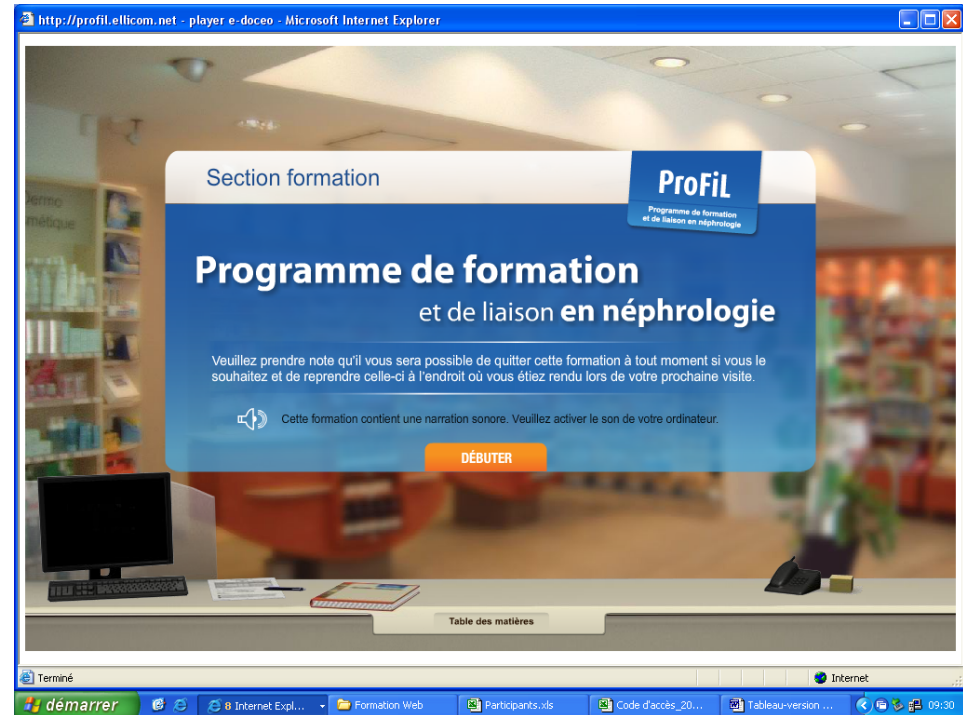 http://profil.ellicom.net - player e-doceo - Microsoft Internet Explorer
Section formation
ProFiL
Programme de formation
et de liaison en néphrologie
Programme de formation
et de liaison en néphrologie
Veuillez prendre note qu'il vous sera possible de quitter cette formation à tout moment si vous le
souhaitez et de reprendre celle-ci à l'endroit où vous étiez rendu lors de votre prochaine visite.
Cette formation contient une narration sonore. Veuillez activer le son de votre ordinateur.
DÉBUTER
Table des matières
Terminé
Internet
démarrer
8 Internet Expl...
Formation Web
Participants.xls
Code d'accès_20...
Tableau-version ...
09:30